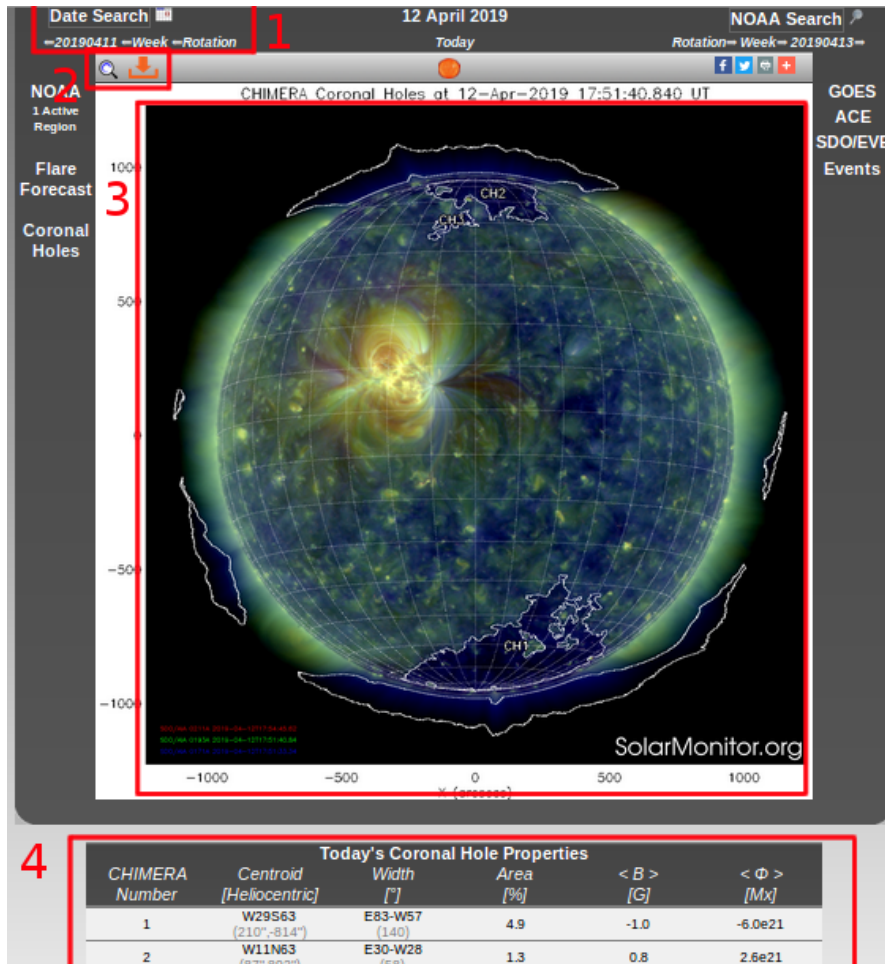 Date Search
12 April 2019
NOAA Search
1
⇐20190411 ⇐Week ⇐Rotation
Today
Rotation⇒ Week⇒ 20190413⇒
2
NOAA
1 Active
Region
Flare
Forecast
Coronal
Holes
GOES
ACE
SDO/EVE
Events
CHIMERA Coronal Holes at 12-Apr-2019 17:51:40.840 UT
3
CH2
CH3
CH1
1000
500
0
-500
-1000
SolarMonitor.org
-1000 -500 0 500 1000
X (arcsecs)
4
Today's Coronal Hole Properties
CHIMERA Centroid Width Area < B > < Φ >
Number [Heliocentric] [°] [%] [G] [Mx]
1 W29S63 E83-W57 4.9 -1.0 -6.0e21
(210",-814") (140)
2 W11N63 E30-W28 1.3 0.8 2.6e21